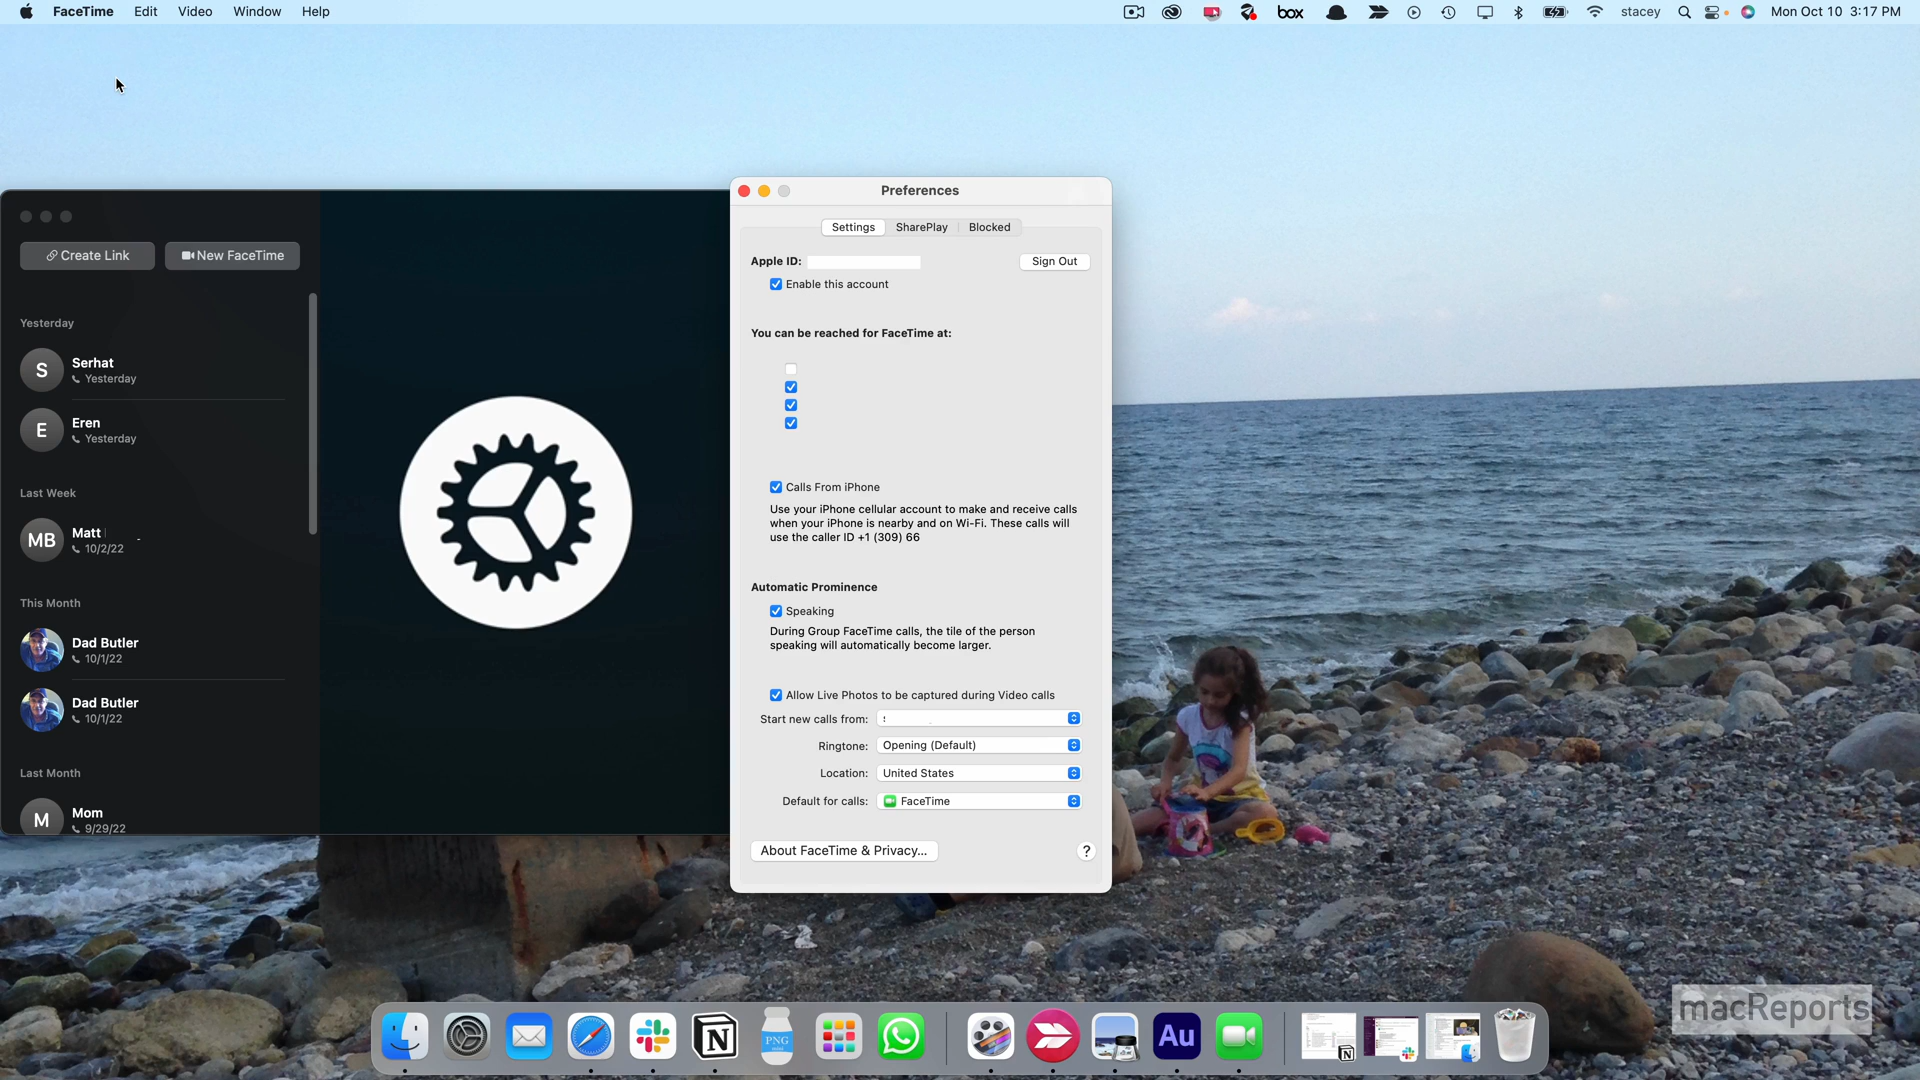 FaceTime Edit Video Window Help
box stacey Mon Oct 10 3:17 PM
Create Link New FaceTime
Yesterday
S Serhat
Yesterday
E Eren
Yesterday
Last Week
MB Matt
10/2/22
This Month
Dad Butler
10/1/22
Dad Butler
10/1/22
Last Month
M Mom
9/29/22
Preferences
Settings SharePlay Blocked
Apple ID: Sign Out
Enable this account
You can be reached for FaceTime at:
Calls From iPhone
Use your iPhone cellular account to make and receive calls
when your iPhone is nearby and on Wi-Fi. These calls will
use the caller ID +1 (309) 66
Automatic Prominence
Speaking
During Group FaceTime calls, the tile of the person
speaking will automatically become larger.
Allow Live Photos to be captured during Video calls
Start new calls from:
Ringtone: Opening (Default)
Location: United States
Default for calls: FaceTime
About FaceTime & Privacy... ?
macReports
PNG
mini
Au